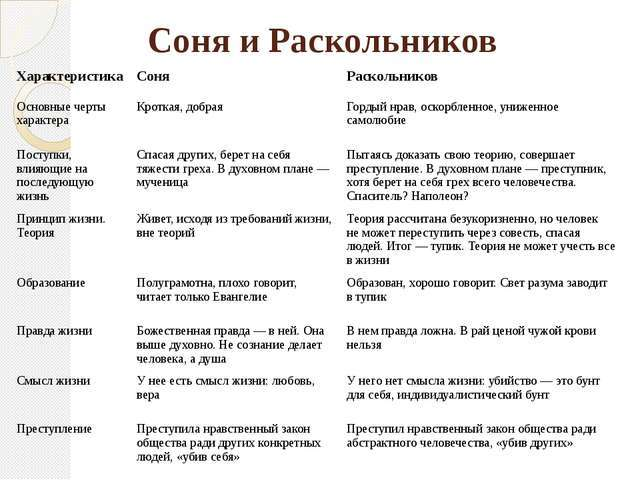 Соня и Раскольников
Характеристика Соня Раскольников
Основные черты
характера
Кроткая, добрая
Гордый нрав, оскорбленное, униженное
самолюбие
Поступки,
влияющие на
последующую
жизнь
Спасая других, берет на себя
тяжести греха. В духовном плане —
мученица
Пытаясь доказать свою теорию, совершает
преступление. В духовном плане — преступник,
хотя берет на себя грех всего человечества.
Спаситель? Наполеон?
Принцип жизни.
Теория
Живет, исходя из требований жизни,
вне теорий
Теория рассчитана безукоризненно, но человек
не может переступить через совесть, спасая
людей. Итог — тупик. Теория не может учесть все
в жизни
Образование
Полуграмотна, плохо говорит,
читает только Евангелие
Образован, хорошо говорит. Свет разума заводит
в тупик
Правда жизни
Божественная правда — в ней. Она
выше духовно. Не сознание делает
человека, а душа
В нем правда ложна. В рай ценой чужой крови
нельзя
Смысл жизни
У нее есть смысл жизни: любовь,
вера
У него нет смысла жизни: убийство — это бунт
для себя, индивидуалистический бунт
Преступление
Преступила нравственный закон
общества ради других конкретных
людей, «убив себя»
Преступил нравственный закон общества ради
абстрактного человечества, «убив других»